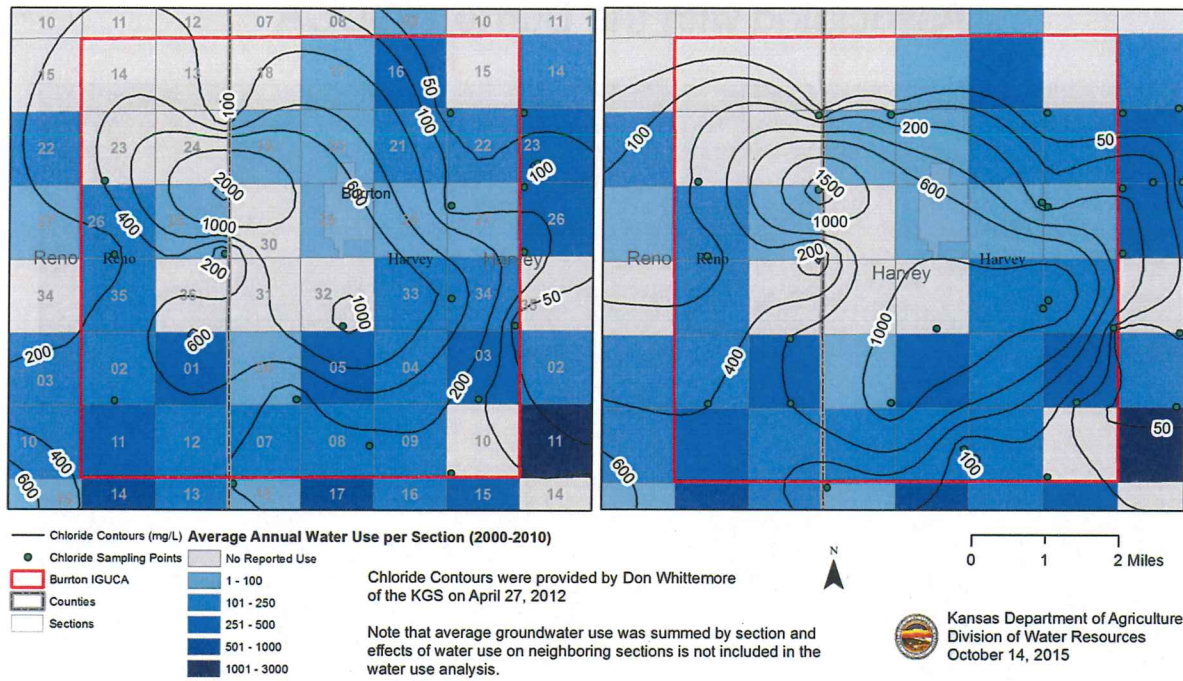 10 11 12 07 08 10 11
15 14 13 18 16 15 14
50
100
100
22 23 24 21 22 23
100
2000
Burrton
600
26 26
400
1000
30
Reno Reno Harvey Harvey
200
34 35 36 31 32 33 34 35
1000
50
600
200
03 02 01 05 04 03 02
200
10 11 12 07 08 09 10 11
400
600
14 13 17 16 15 14
100
200
50
1500
600
1000
Reno Reno Harvey Harvey
200
1000
400
50
100
600
Chloride Contours (mg/L)
Chloride Sampling Points
Burrton IGUCA
Counties
Sections
Average Annual Water Use per Section (2000-2010)
No Reported Use
1 - 100
101 - 250
251 - 500
501 - 1000
1001 - 3000
Chloride Contours were provided by Don Whittemore
of the KGS on April 27, 2012
Note that average groundwater use was summed by section and
effects of water use on neighboring sections is not included in the
water use analysis.
N
0 1 2 Miles
Kansas Department of Agriculture
Division of Water Resources
October 14, 2015